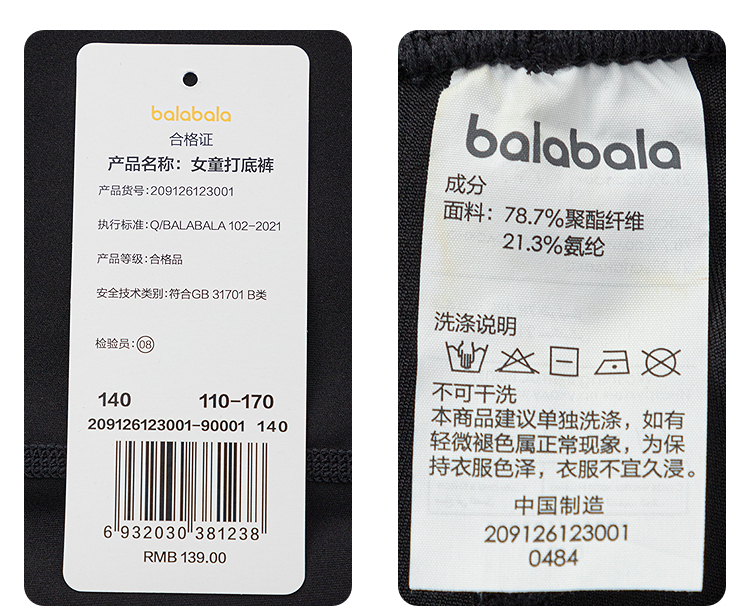 balabala
合格证
产品名称：女童打底裤
产品货号:209126123001
执行标准:Q/BALABALA 102-2021
产品等级:合格品
安全技术类别:符合GB 31701 B类
检验员:08
140 110-170
209126123001-90001 140
6 932030 381238
RMB 139.00
balabala
成分
面料：78.7%聚酯纤维
21.3%氨纶
洗涤说明
不可干洗
本商品建议单独洗涤，如有
轻微褪色属正常现象，为保
持衣服色泽，衣服不宜久浸。
中国制造
209126123001
0484